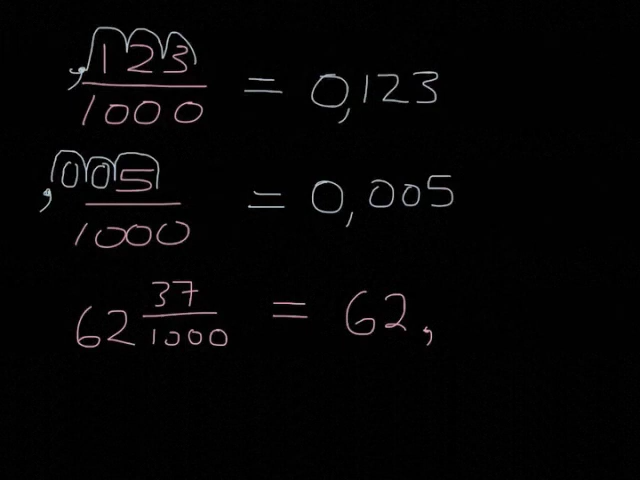 ,123/1000 = 0,123
,005/1000 = 0,005
62 37/1000 = 62,